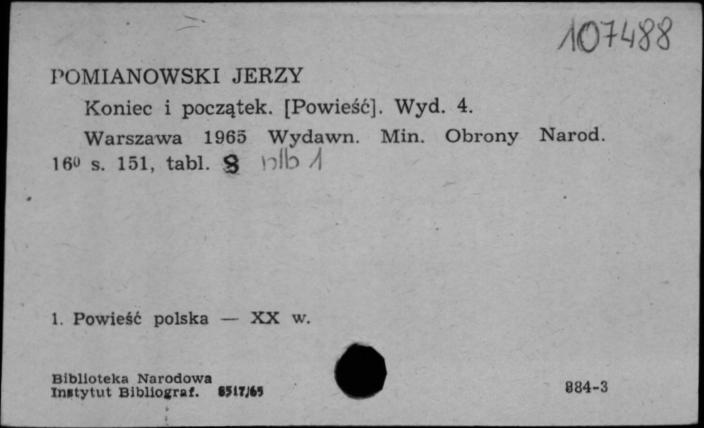 107488
POMIANOWSKI JERZY
Koniec i początek. [Powieść]. Wyd. 4.
Warszawa 1965 Wydawn. Min. Obrony Narod.
16⁰ s. 151, tabl. 8 nlb 1
1. Powieść polska — XX w.
Biblioteka Narodowa
Instytut Bibliograf. 8517/65
884-3